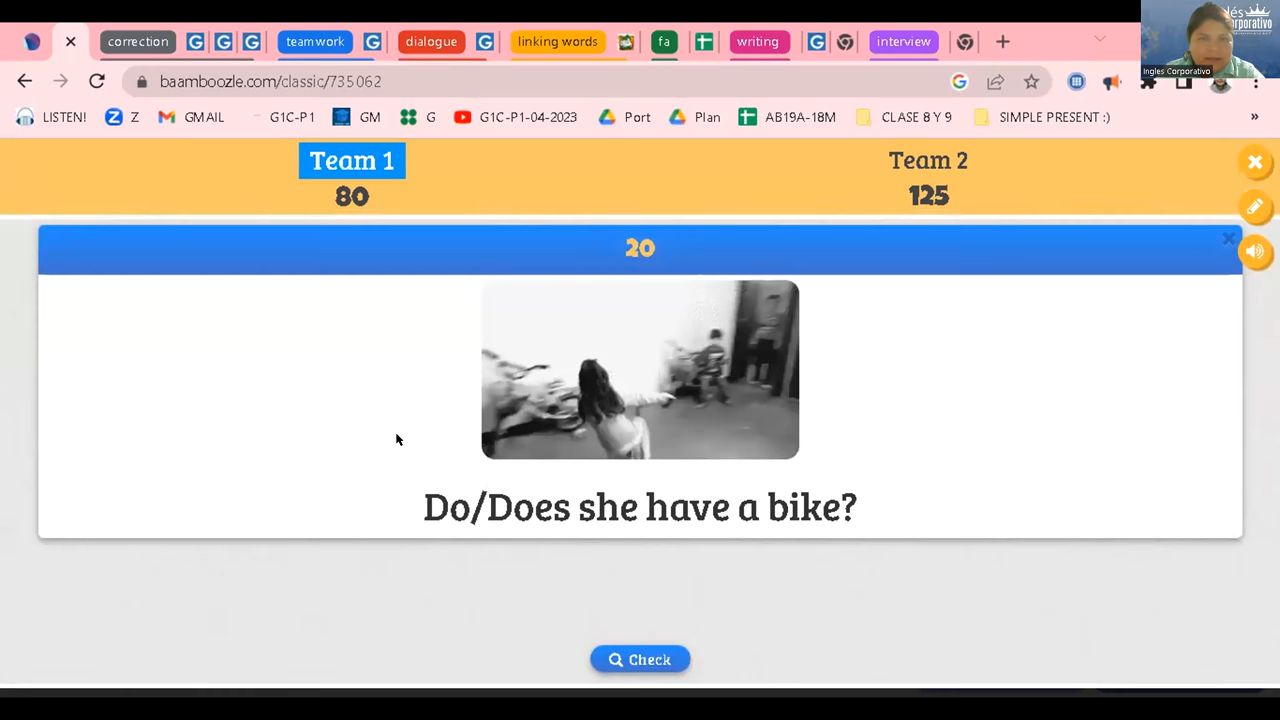 correction
teamwork
dialogue
linking words
fa
writing
interview
baamboozle.com/classic/735062
LISTEN!
Z
GMAIL
G1C-P1
GM
G
G1C-P1-04-2023
Port
Plan
AB19A-18M
CLASE 8 Y 9
SIMPLE PRESENT :)
»
Ingles Corporativo
Team 1
80
Team 2
125
20
Do/Does she have a bike?
Check